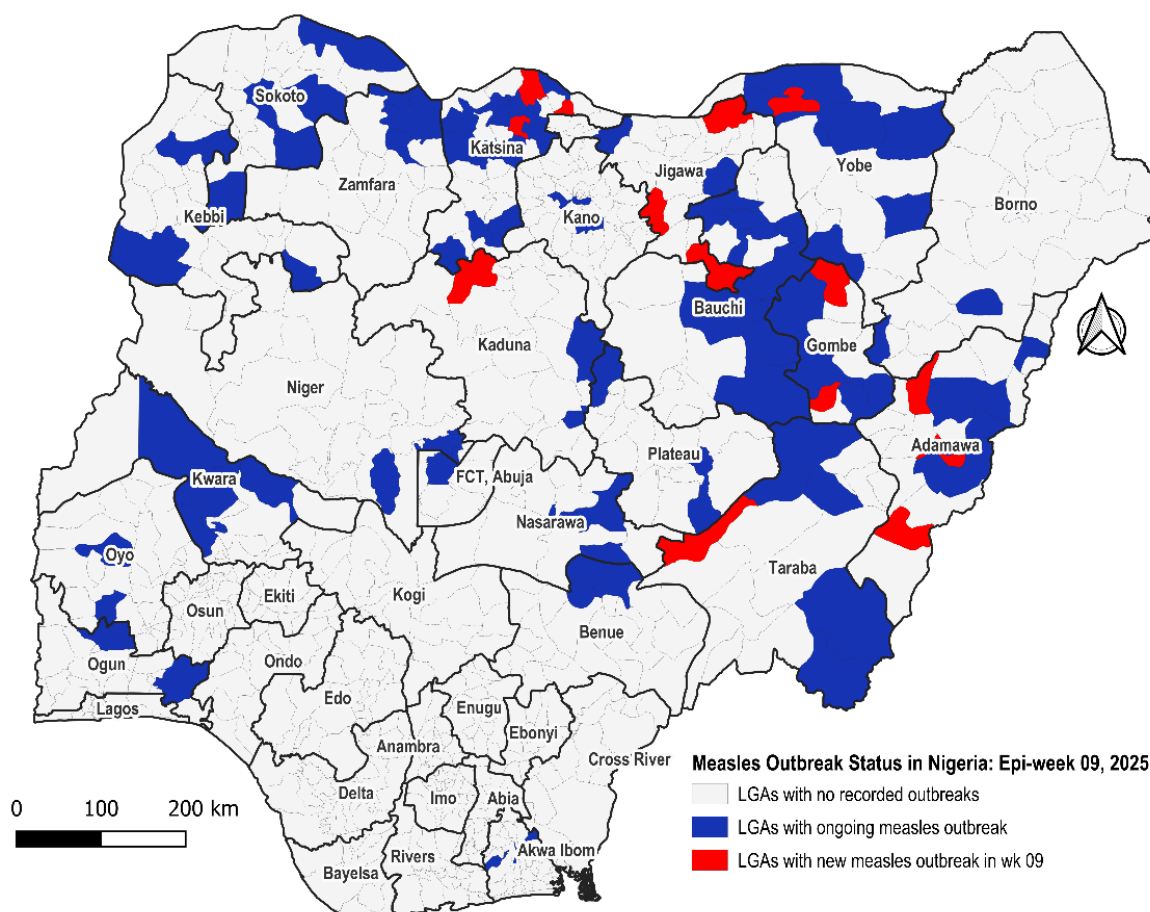 Sokoto
Katsina
Jigawa
Yobe
Zamfara
Borno
Kebbi
Kano
Bauchi
Kaduna
Gombe
Niger
Adamawa
Plateau
FCT, Abuja
Kwara
Nasarawa
Oyo
Taraba
Kogi
Osun
Ekiti
Benue
Ogun
Ondo
Edo
Lagos
Enugu
Ebonyi
Anambra
Cross River
Delta
Imo
Abia
Akwa Ibom
Rivers
Bayelsa
0 100 200 km
Measles Outbreak Status in Nigeria: Epi-week 09, 2025
LGAs with no recorded outbreaks
LGAs with ongoing measles outbreak
LGAs with new measles outbreak in wk 09